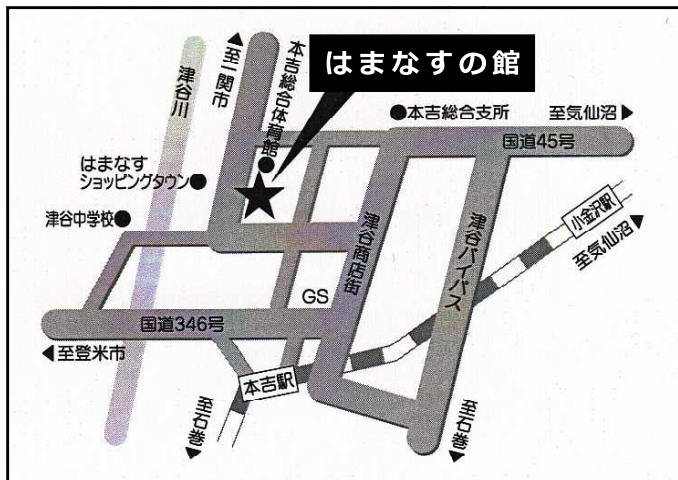 はまなすの館
▲至一関市
本吉総合体育館
津谷川
●本吉総合支所
至気仙沼▶
国道45号
はまなす
ショッピングタウン●
津谷中学校●
小金沢駅
至気仙沼▶
津谷商店街
津谷バイパス
GS
国道346号
◀至登米市
本吉駅
至石巻▶
至石巻▶